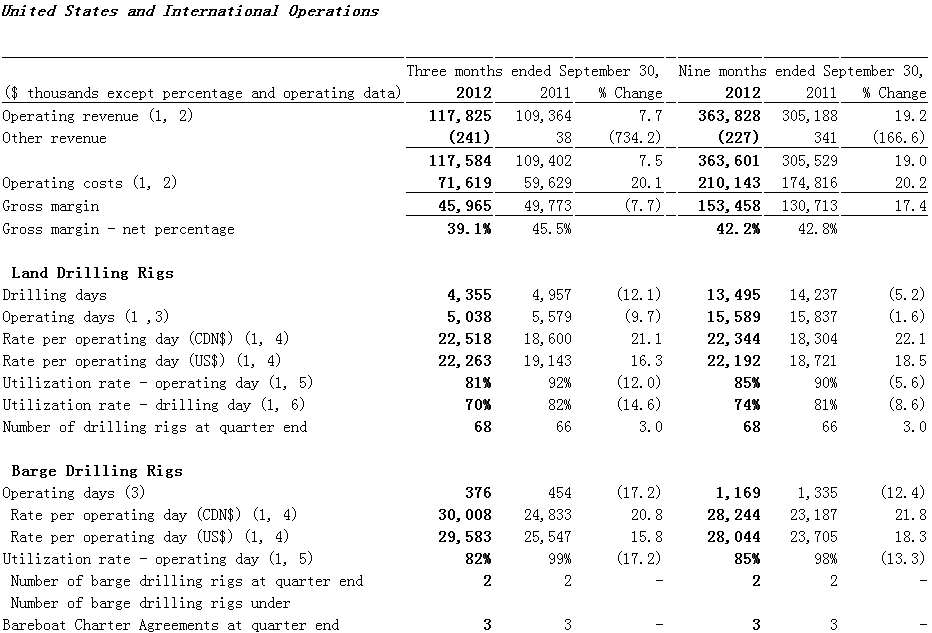 United States and International Operations
Three months ended September 30, Nine months ended September 30,
($ thousands except percentage and operating data) 2012 2011 % Change 2012 2011 % Change
Operating revenue (1, 2) 117,825 109,364 7.7 363,828 305,188 19.2
Other revenue (241) 38 (734.2) (227) 341 (166.6)
117,584 109,402 7.5 363,601 305,529 19.0
Operating costs (1, 2) 71,619 59,629 20.1 210,143 174,816 20.2
Gross margin 45,965 49,773 (7.7) 153,458 130,713 17.4
Gross margin - net percentage 39.1% 45.5% 42.2% 42.8%
Land Drilling Rigs
Drilling days 4,355 4,957 (12.1) 13,495 14,237 (5.2)
Operating days (1 ,3) 5,038 5,579 (9.7) 15,589 15,837 (1.6)
Rate per operating day (CDN$) (1, 4) 22,518 18,600 21.1 22,344 18,304 22.1
Rate per operating day (US$) (1, 4) 22,263 19,143 16.3 22,192 18,721 18.5
Utilization rate - operating day (1, 5) 81% 92% (12.0) 85% 90% (5.6)
Utilization rate - drilling day (1, 6) 70% 82% (14.6) 74% 81% (8.6)
Number of drilling rigs at quarter end 68 66 3.0 68 66 3.0
Barge Drilling Rigs
Operating days (3) 376 454 (17.2) 1,169 1,335 (12.4)
Rate per operating day (CDN$) (1, 4) 30,008 24,833 20.8 28,244 23,187 21.8
Rate per operating day (US$) (1, 4) 29,583 25,547 15.8 28,044 23,705 18.3
Utilization rate - operating day (1, 5) 82% 99% (17.2) 85% 98% (13.3)
Number of barge drilling rigs at quarter end 2 2 - 2 2 -
Number of barge drilling rigs under
Bareboat Charter Agreements at quarter end 3 3 - 3 3 -